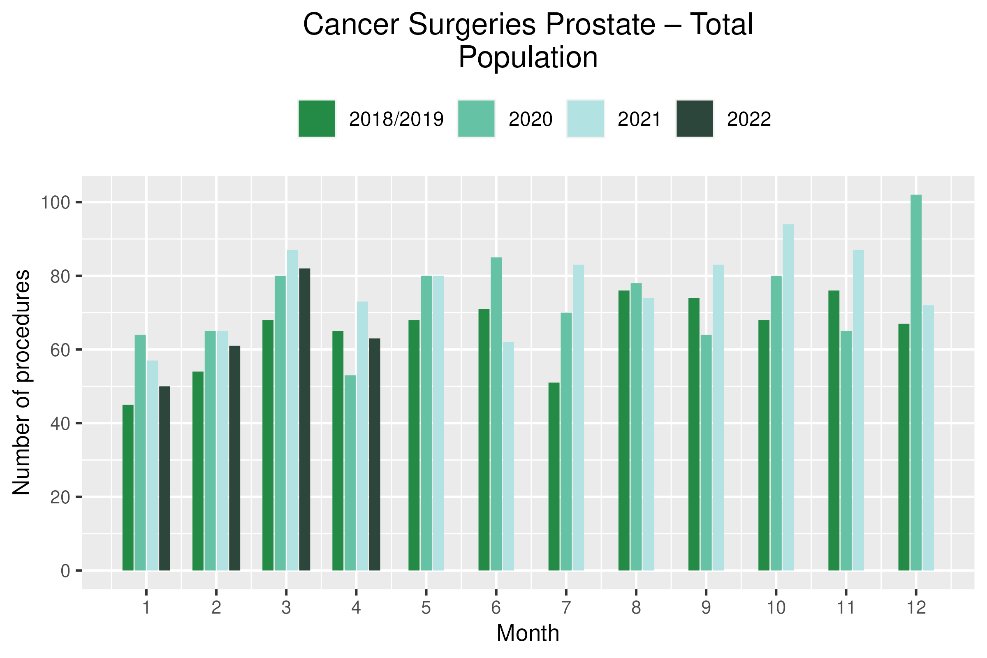 Cancer Surgeries Prostate – Total
Population
2018/2019 2020 2021 2022
Number of procedures
100
80
60
40
20
0
1 2 3 4 5 6 7 8 9 10 11 12
Month